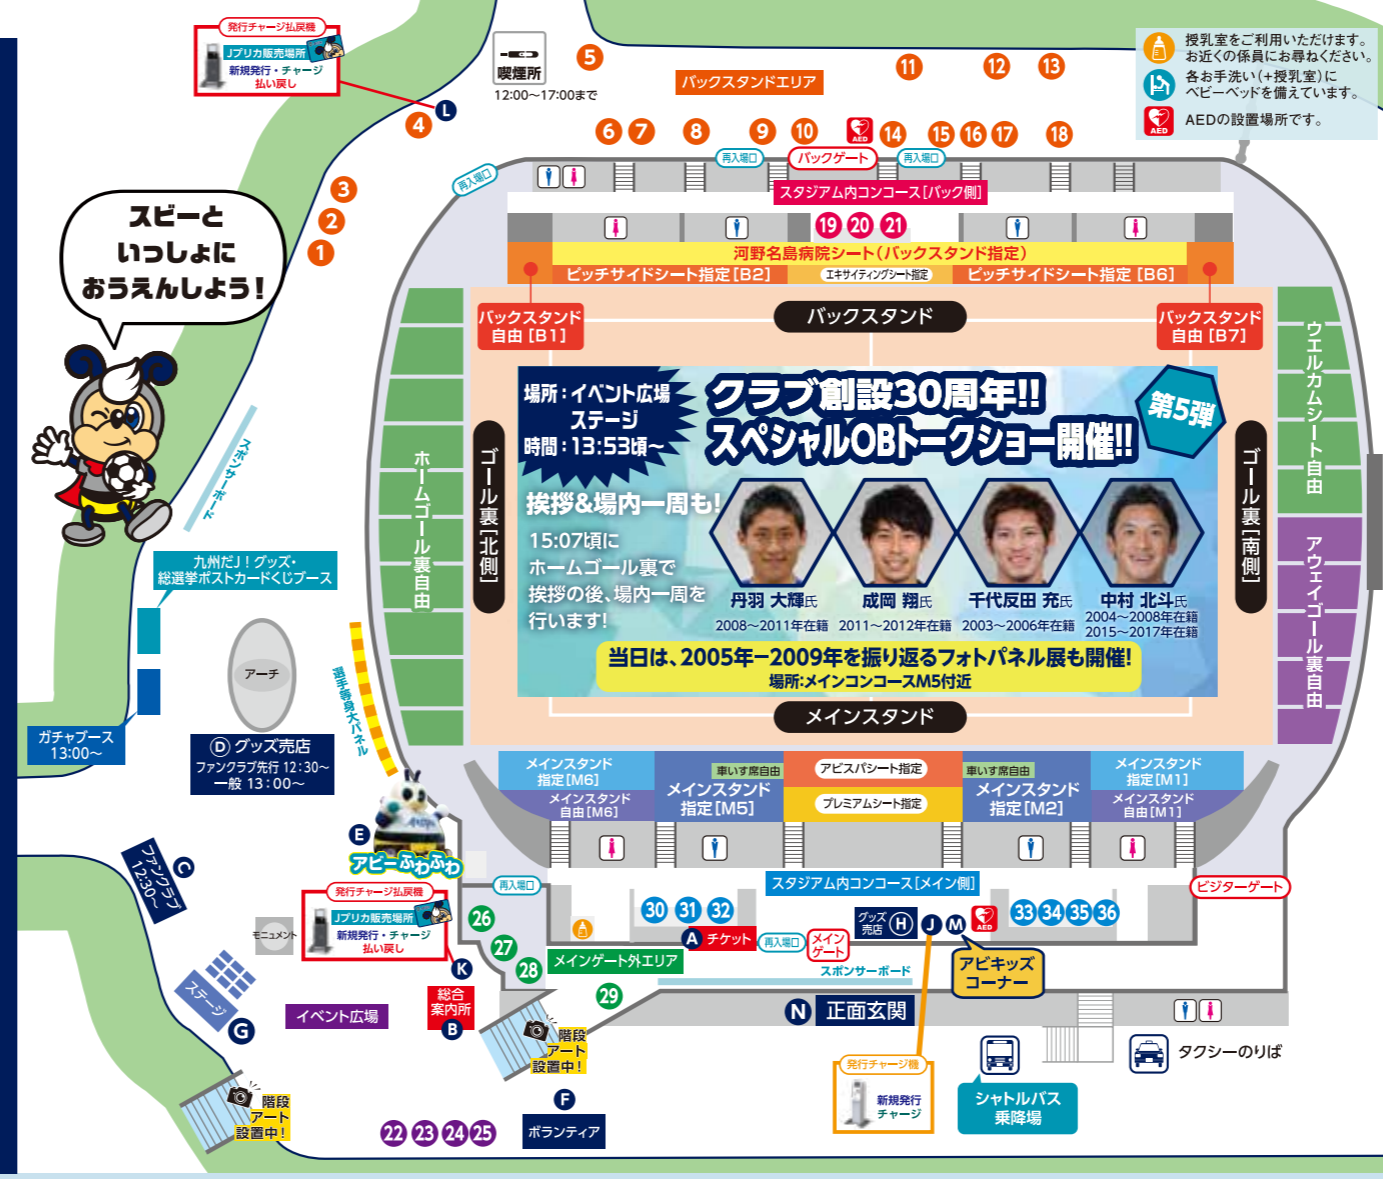 発行チャージ払戻機
Jプリカ販売場所
新規発行・チャージ
払い戻し
L
喫煙所
12:00〜17:00まで
5
バックスタンドエリア
11
12
13
授乳室をご利用いただけます。
お近くの係員にお尋ねください。
各お手洗い(+授乳室)に
ベビーベッドを備えています。
AED
AEDの設置場所です。
4
6
7
8
9
10
AED
14
15
16
17
18
再入場口
再入場口
バックゲート
再入場口
スタジアム内コンコース[バック側]
3
2
1
スビーと
いっしょに
おうえんしよう!
19
20
21
河野名島病院シート(バックスタンド指定)
ピッチサイドシート指定[B2]
エキサイティングシート指定
ピッチサイドシート指定 [B6]
バックスタンド
自由 [B1]
バックスタンド
バックスタンド
自由 [B7]
スポンサーボード
ホームゴール裏自由
ゴール裏[北側]
場所:イベント広場
ステージ
時間:13:53頃〜
クラブ創設30周年!!
スペシャルOBトークショー開催!!
第5弾
挨拶&場内一周も!
15:07頃に
ホームゴール裏で
挨拶の後、場内一周を
行います!
丹羽 大輝氏
2008〜2011年在籍
成岡 翔氏
2011〜2012年在籍
千代反田 充氏
2003〜2006年在籍
中村 北斗氏
2004〜2008年在籍
2015〜2017年在籍
当日は、2005年−2009年を振り返るフォトパネル展も開催!
場所:メインコンコースM5付近
ゴール裏[南側]
ウエルカムシート自由
アウェイゴール裏自由
メインスタンド
九州だJ!グッズ・
総選挙ポストカードくじブース
アーチ
選手等身大パネル
ガチャブース
13:00〜
D グッズ売店
ファンクラブ先行 12:30〜
一般 13:00〜
メインスタンド
指定[M6]
メインスタンド
自由[M6]
車いす席自由
メインスタンド
指定[M5]
アビスパシート指定
プレミアムシート指定
車いす席自由
メインスタンド
指定[M2]
メインスタンド
指定[M1]
メインスタンド
自由[M1]
E
アビーふわふわ
C
ファンクラブ
12:30〜
発行チャージ払戻機
Jプリカ販売場所
新規発行・チャージ
払い戻し
K
モニュメント
再入場口
スタジアム内コンコース[メイン側]
ビジターゲート
26
27
28
29
30
31
32
A チケット
再入場口
メイン
ゲート
グッズ
売店 H
J
M
AED
33
34
35
36
メインゲート外エリア
スポンサーボード
アビキッズ
コーナー
ステージ
G
イベント広場
総合
案内所
B
N 正面玄関
階段
アート
設置中!
階段
アート
設置中!
発行チャージ機
新規発行
チャージ
シャトルバス
乗降場
タクシーのりば
F
ボランティア
22
23
24
25